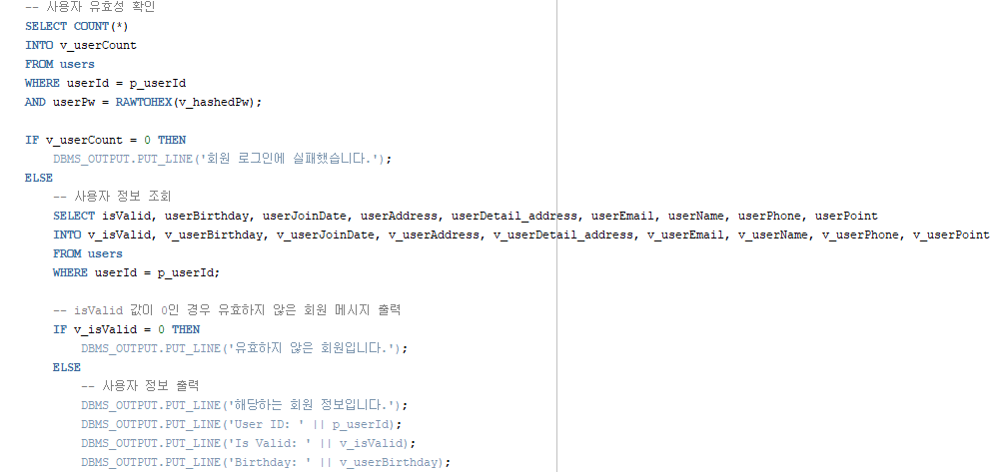 -- 사용자 유효성 확인
SELECT COUNT(*)
INTO v_userCount
FROM users
WHERE userId = p_userId
AND userPw = RAWTOHEX(v_hashedPw);
IF v_userCount = 0 THEN
DBMS_OUTPUT.PUT_LINE('회원 로그인에 실패했습니다.');
ELSE
-- 사용자 정보 조회
SELECT isValid, userBirthday, userJoinDate, userAddress, userDetail_address, userEmail, userName, userPhone, userPoint
INTO v_isValid, v_userBirthday, v_userJoinDate, v_userAddress, v_userDetail_address, v_userEmail, v_userName, v_userPhone, v_userPoint
FROM users
WHERE userId = p_userId;
-- isValid 값이 0인 경우 유효하지 않은 회원 메시지 출력
IF v_isValid = 0 THEN
DBMS_OUTPUT.PUT_LINE('유효하지 않은 회원입니다.');
ELSE
-- 사용자 정보 출력
DBMS_OUTPUT.PUT_LINE('해당하는 회원 정보입니다.');
DBMS_OUTPUT.PUT_LINE('User ID: ' || p_userId);
DBMS_OUTPUT.PUT_LINE('Is Valid: ' || v_isValid);
DBMS_OUTPUT.PUT_LINE('Birthday: ' || v_userBirthday);